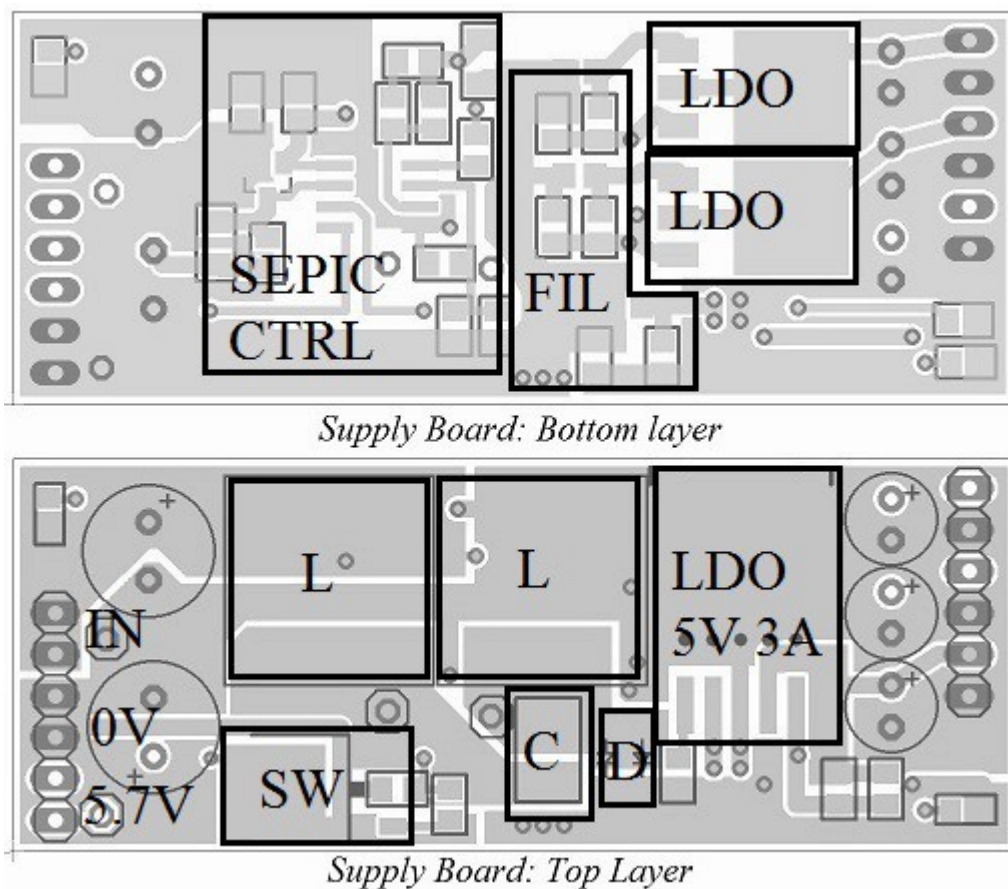 LDO
LDO
SEPIC
CTRL
FIL
Supply Board: Bottom layer
L
L
LDO
5V 3A
IN
0V
5.7V
SW
C
D
Supply Board: Top Layer